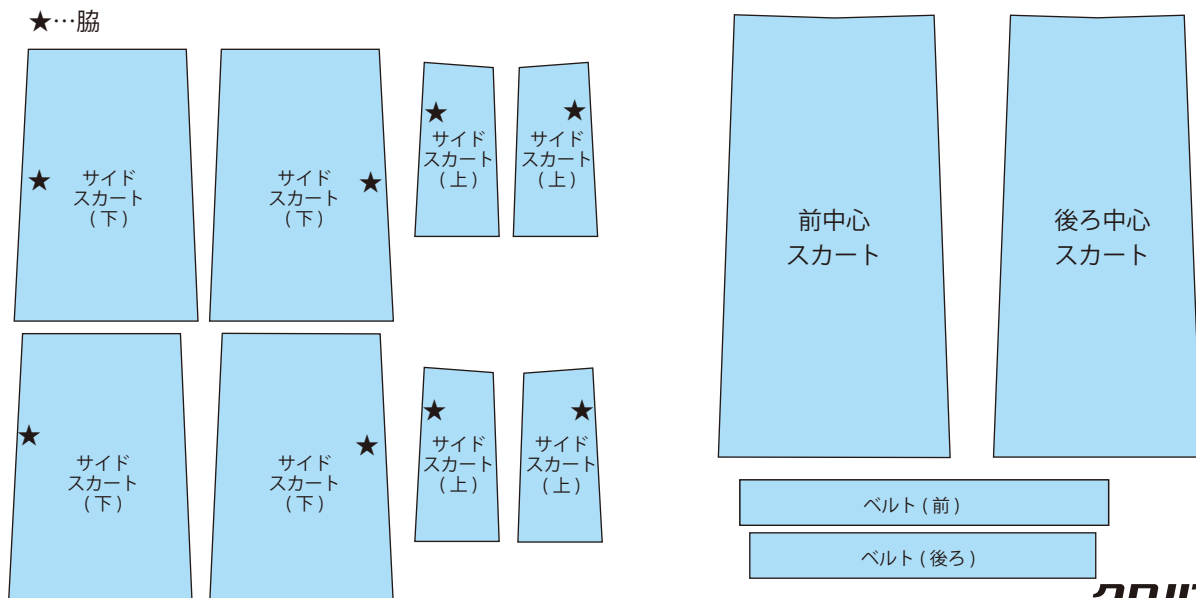 ★…脇
サイド
スカート
(下)
サイド
スカート
(下)
サイド
スカート
(上)
サイド
スカート
(上)
前中心
スカート
後ろ中心
スカート
サイド
スカート
(下)
サイド
スカート
(下)
サイド
スカート
(上)
サイド
スカート
(上)
ベルト(前)
ベルト(後ろ)